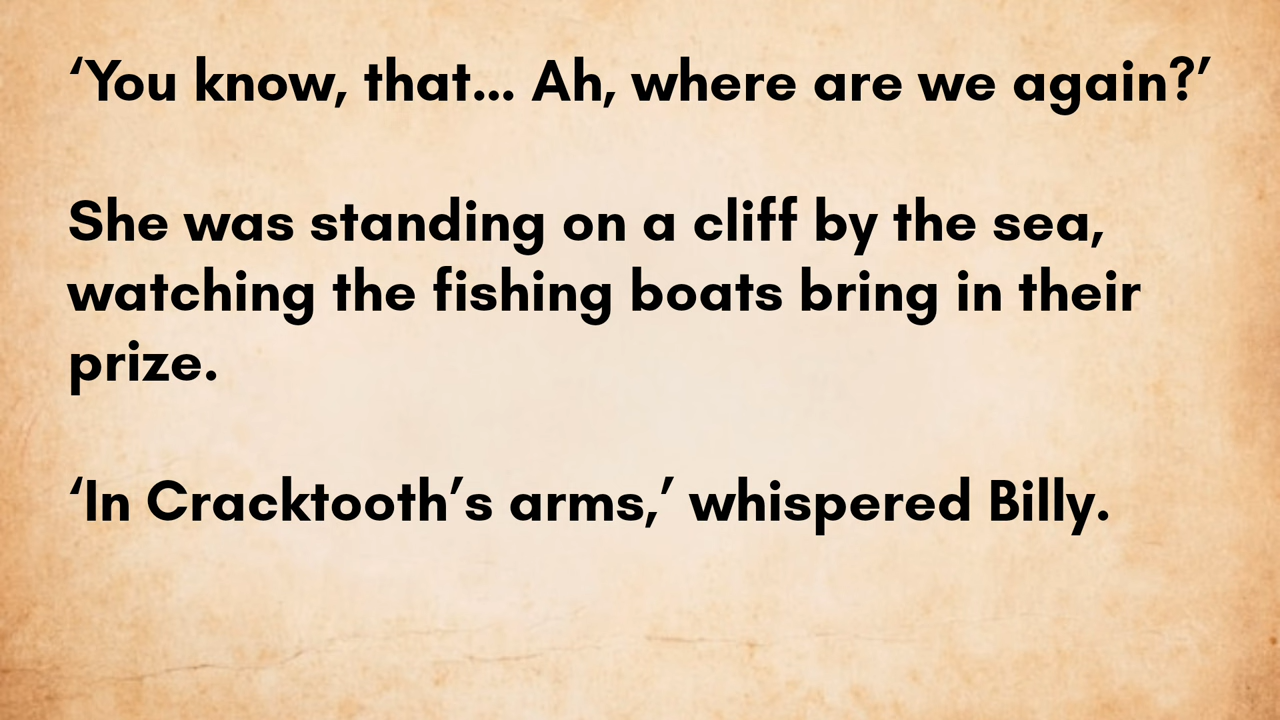 ‘You know, that... Ah, where are we again?’
She was standing on a cliff by the sea,
watching the fishing boats bring in their
prize.
‘In Cracktooth’s arms,’ whispered Billy.